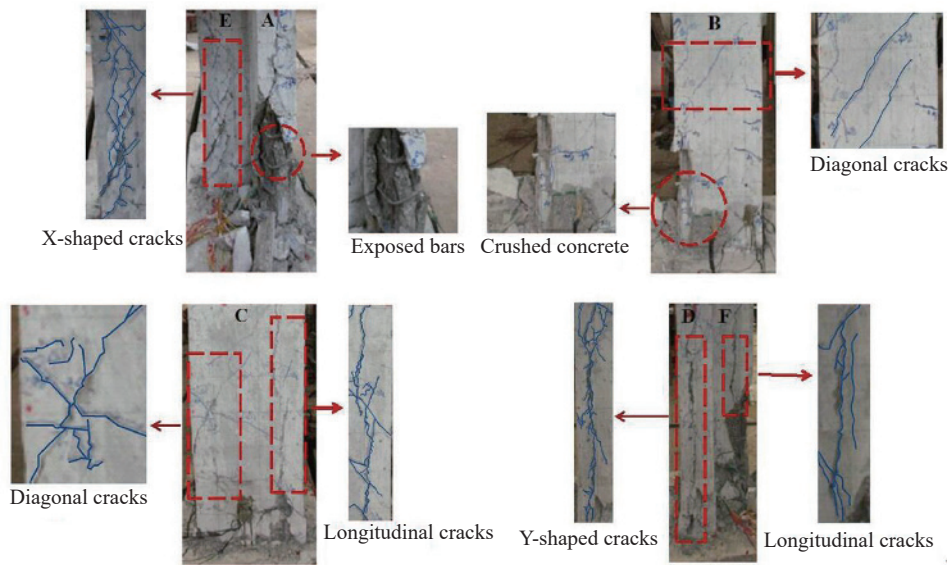 E A
B
X-shaped cracks
Exposed bars
Crushed concrete
Diagonal cracks
C
D F
Diagonal cracks
Longitudinal cracks
Y-shaped cracks
Longitudinal cracks